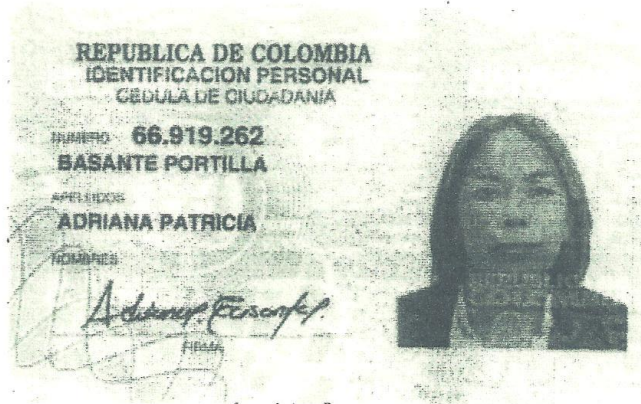 REPUBLICA DE COLOMBIA
IDENTIFICACION PERSONAL
CEDULA DE CIUDADANIA
NUMERO 66.919.262
BASANTE PORTILLA
APELLIDOS
ADRIANA PATRICIA
NOMBRES
FIRMA